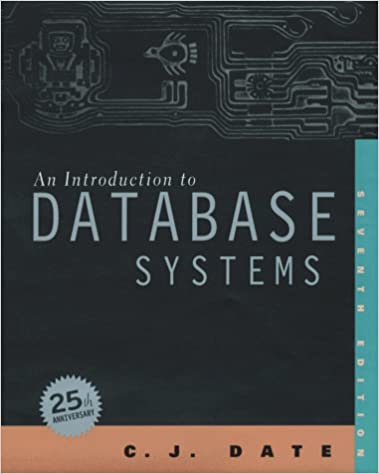 An Introduction to
DATABASE
SYSTEMS
SEVENTH EDITION
25th
ANNIVERSARY
C. J. DATE